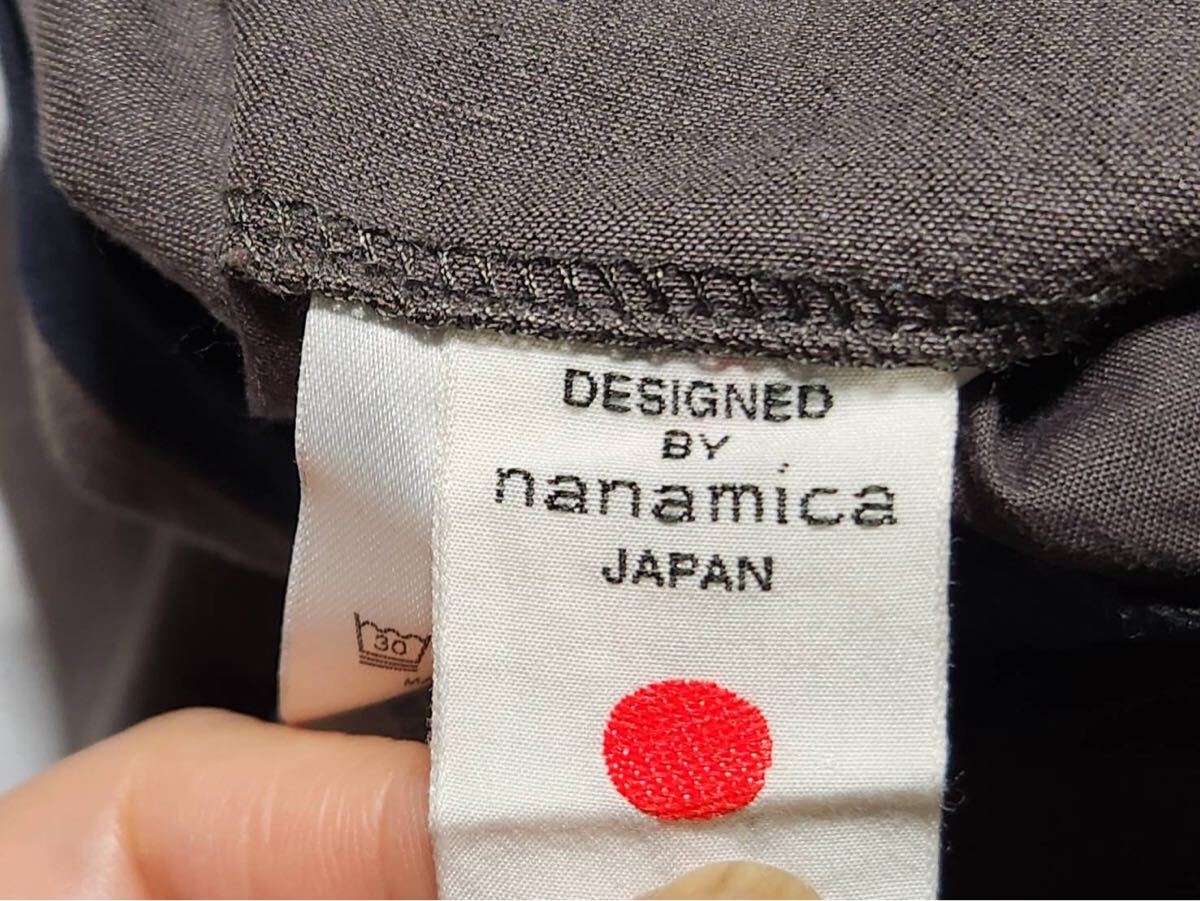 DESIGNED
BY
nanamica
JAPAN
30